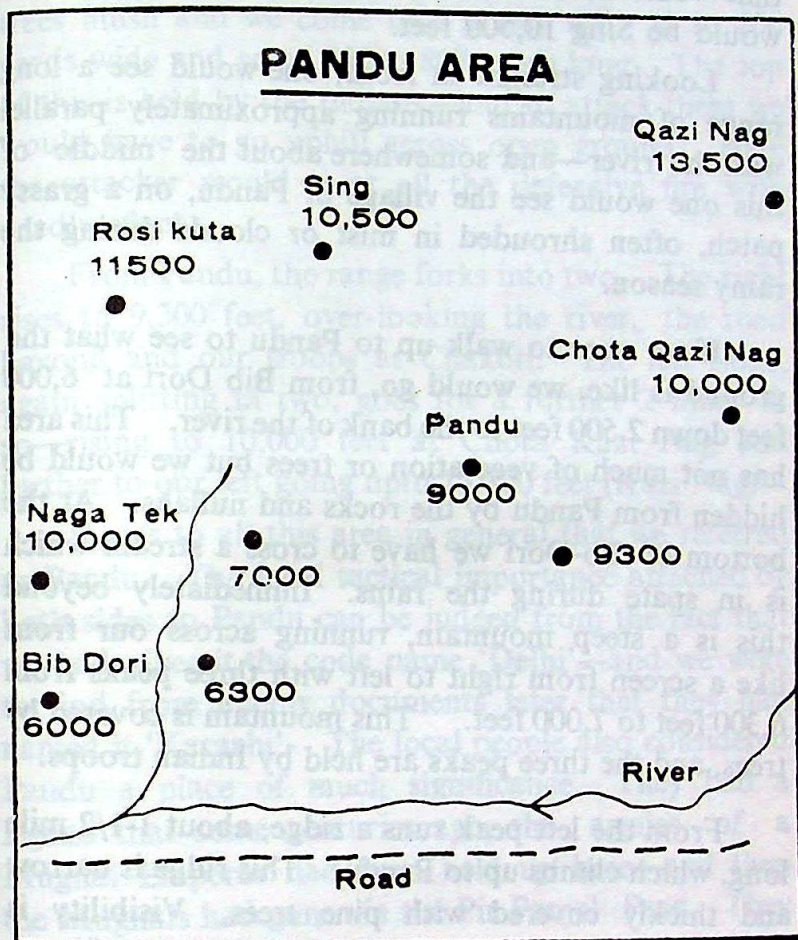 PANDU AREA
Qazi Nag
13,500
Sing
10,500
Rosi kuta
11500
Chota Qazi Nag
10,000
Pandu
9000
Naga Tek
10,000
7000
9300
Bib Dori
6000
6300
River
Road